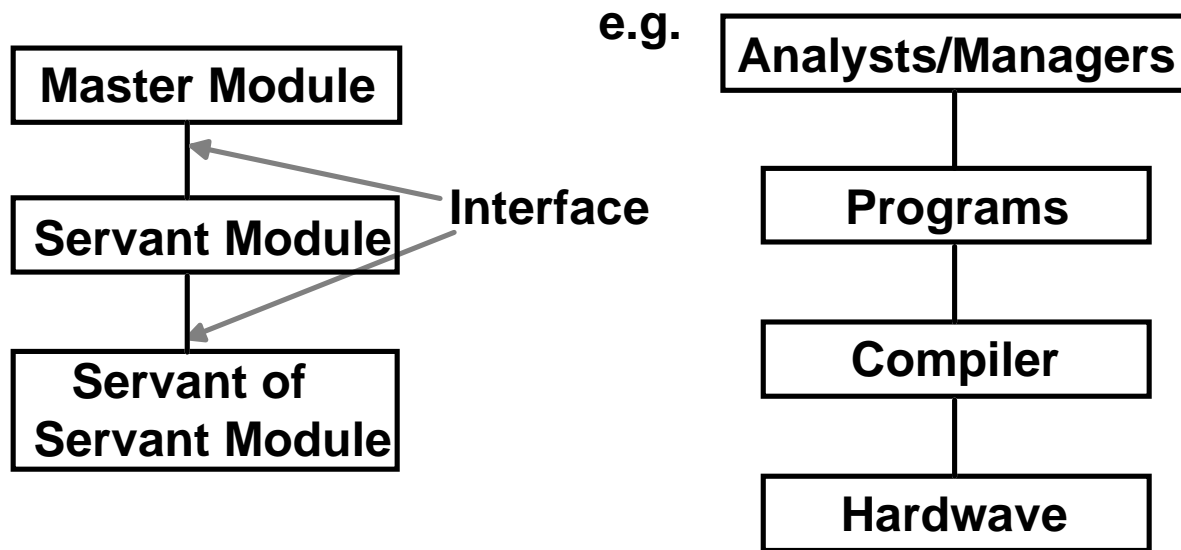 Master Module
Servant Module
Servant of
Servant Module
Interface
e.g.
Analysts/Managers
Programs
Compiler
Hardwave